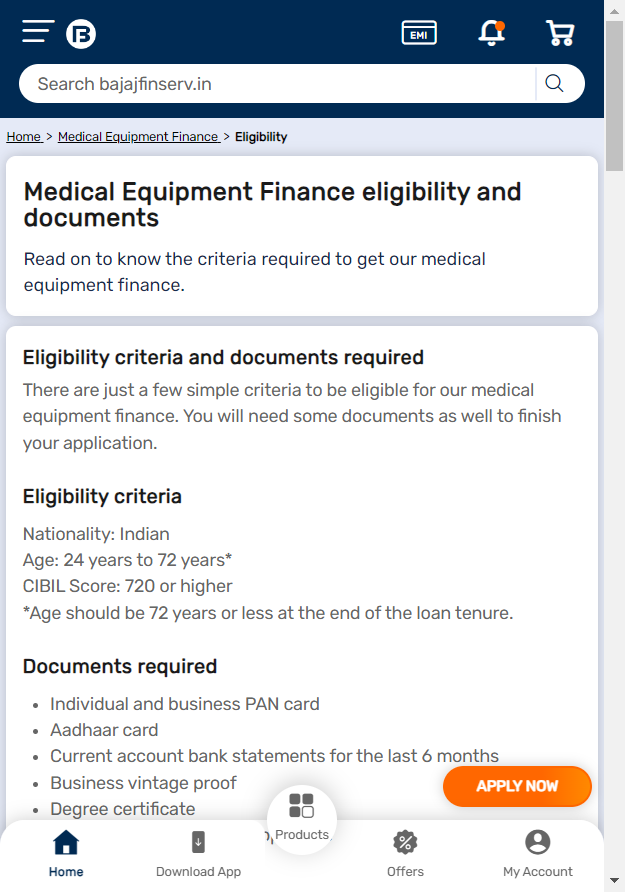 EMI
Search bajajfinserv.in
Home > Medical Equipment Finance > Eligibility
Medical Equipment Finance eligibility and
documents
Read on to know the criteria required to get our medical
equipment finance.
Eligibility criteria and documents required
There are just a few simple criteria to be eligible for our medical
equipment finance. You will need some documents as well to finish
your application.
Eligibility criteria
Nationality: Indian
Age: 24 years to 72 years*
CIBIL Score: 720 or higher
*Age should be 72 years or less at the end of the loan tenure.
Documents required
• Individual and business PAN card
• Aadhaar card
• Current account bank statements for the last 6 months
• Business vintage proof
• Degree certificate
APPLY NOW
Products
Home
Download App
Offers
My Account